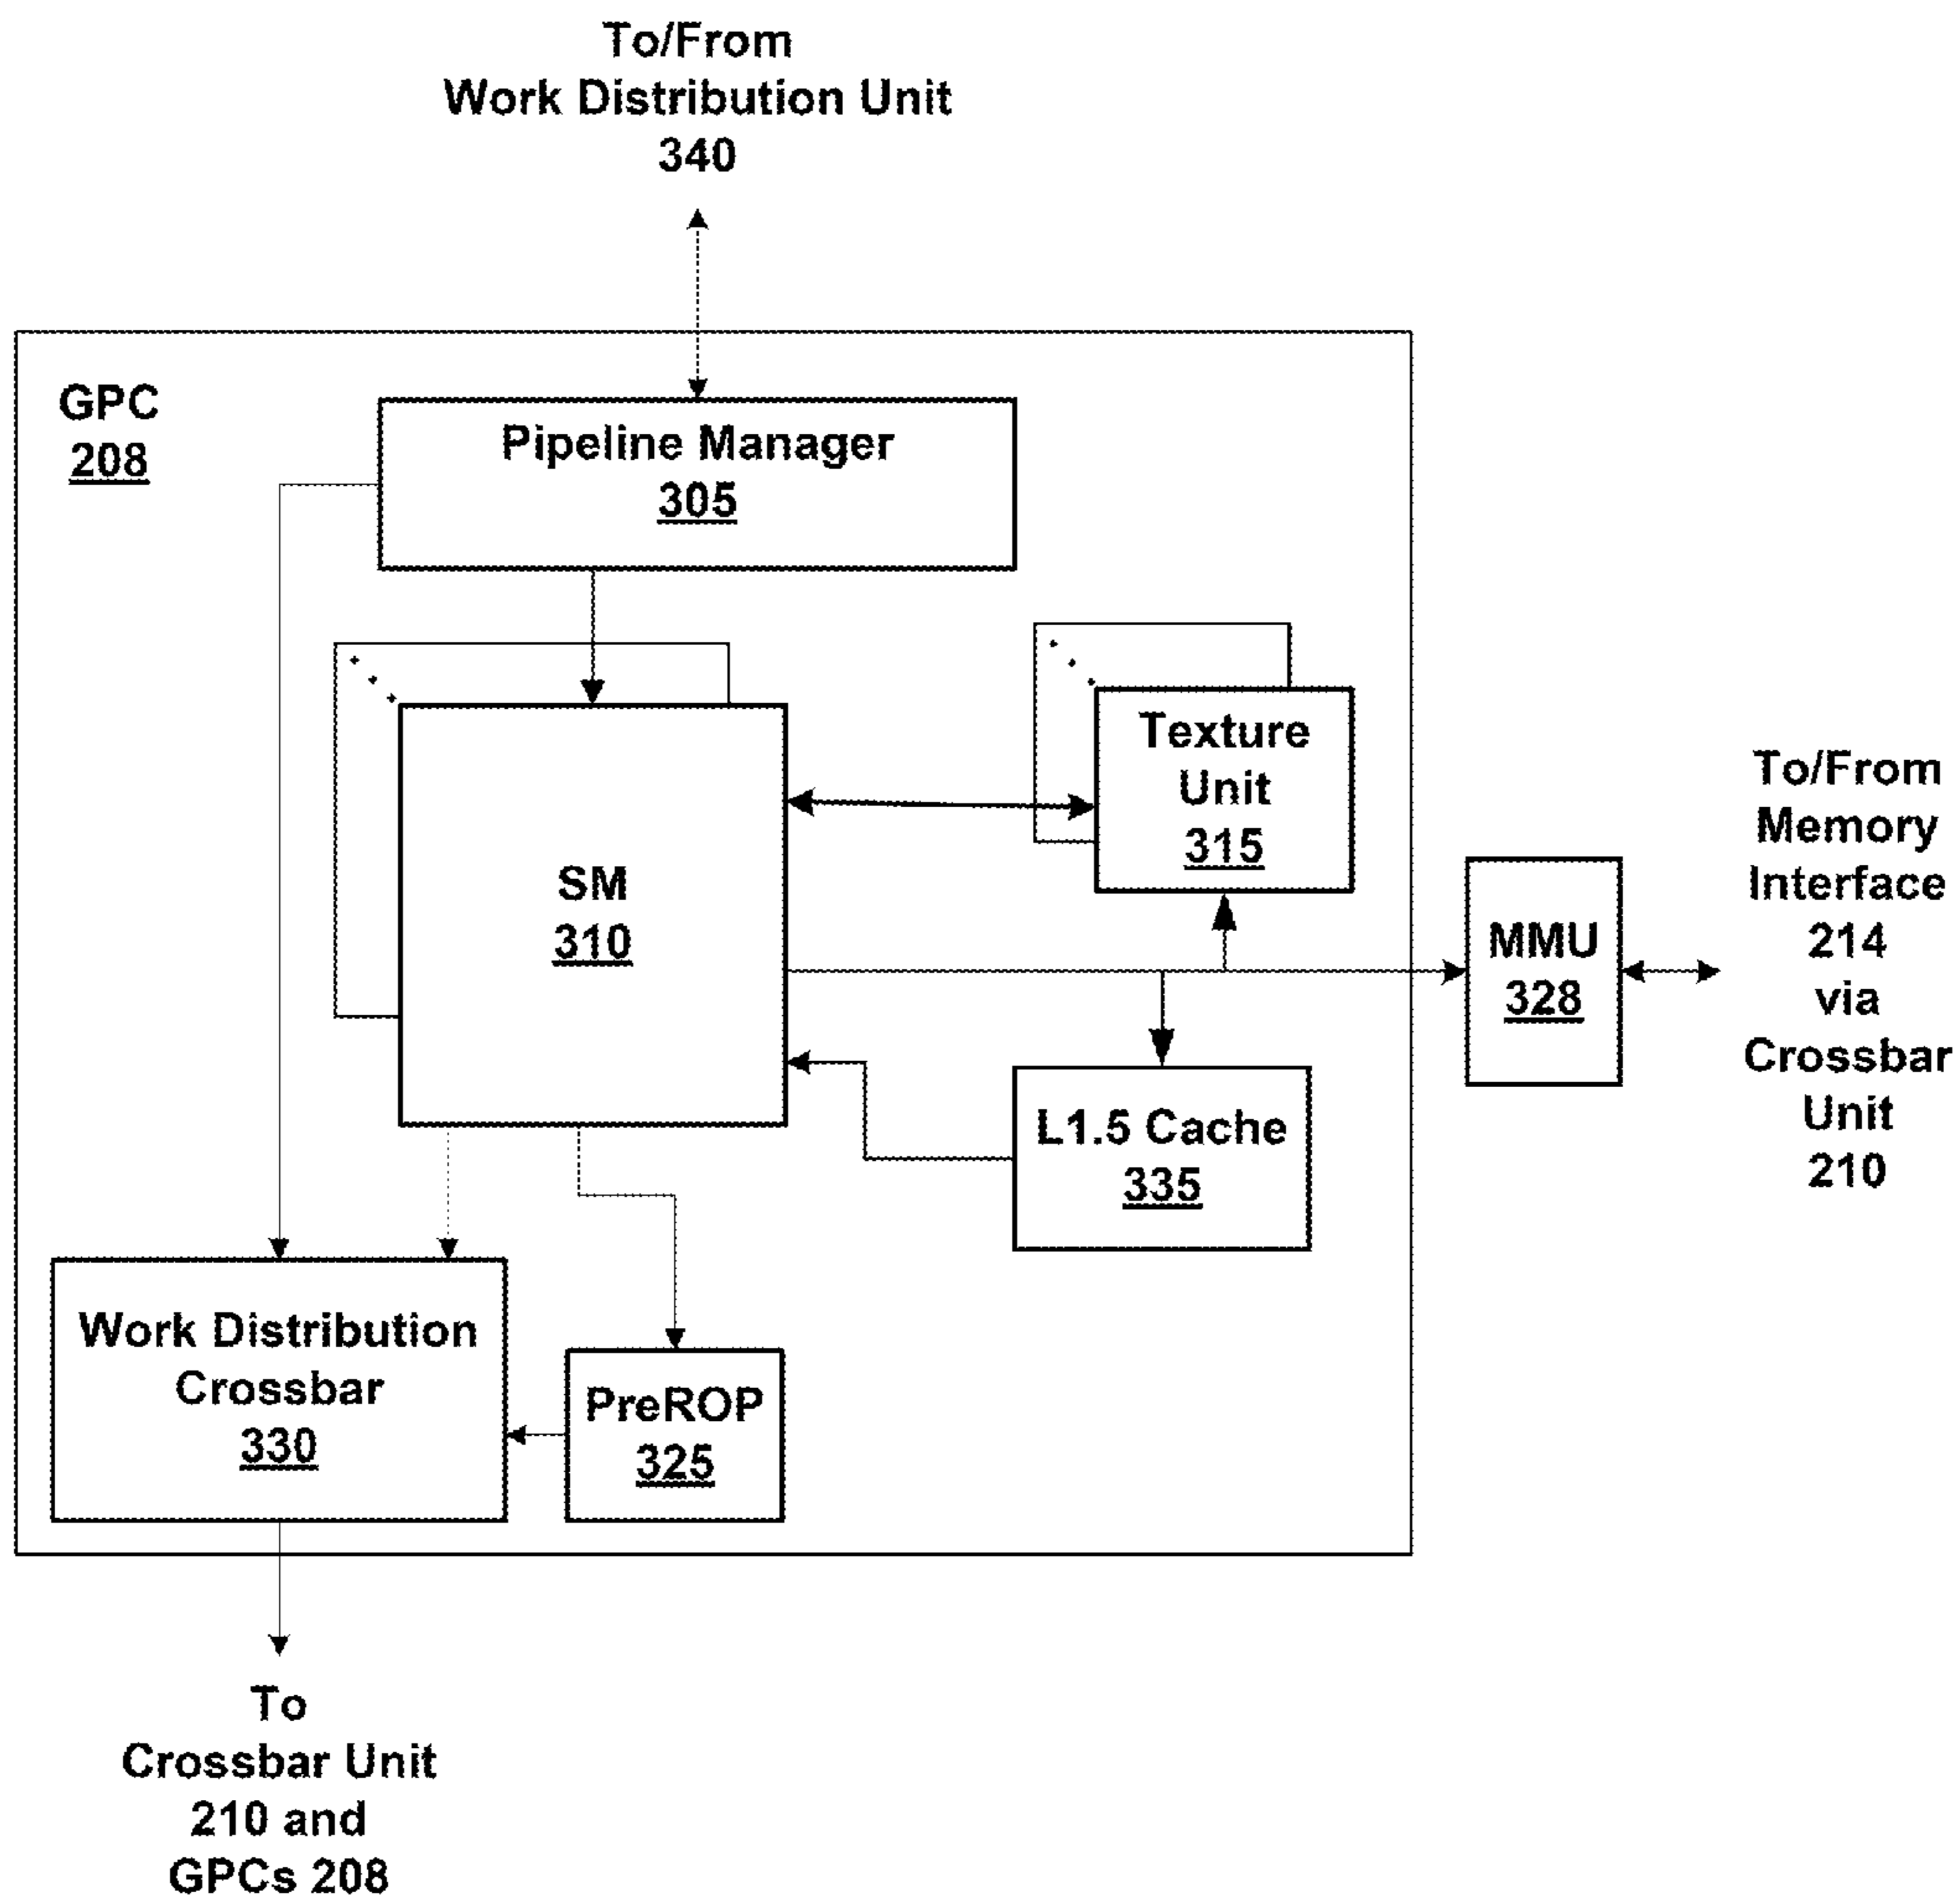 To/From
Work Distribution Unit
340
GPC
208
Pipeline Manager
305
Texture
Unit
315
SM
310
MMU
328
To/From
Memory
Interface
214
via
Crossbar
Unit
210
L1.5 Cache
335
Work Distribution
Crossbar
330
PreROP
325
To
Crossbar Unit
210 and
GPCs 208